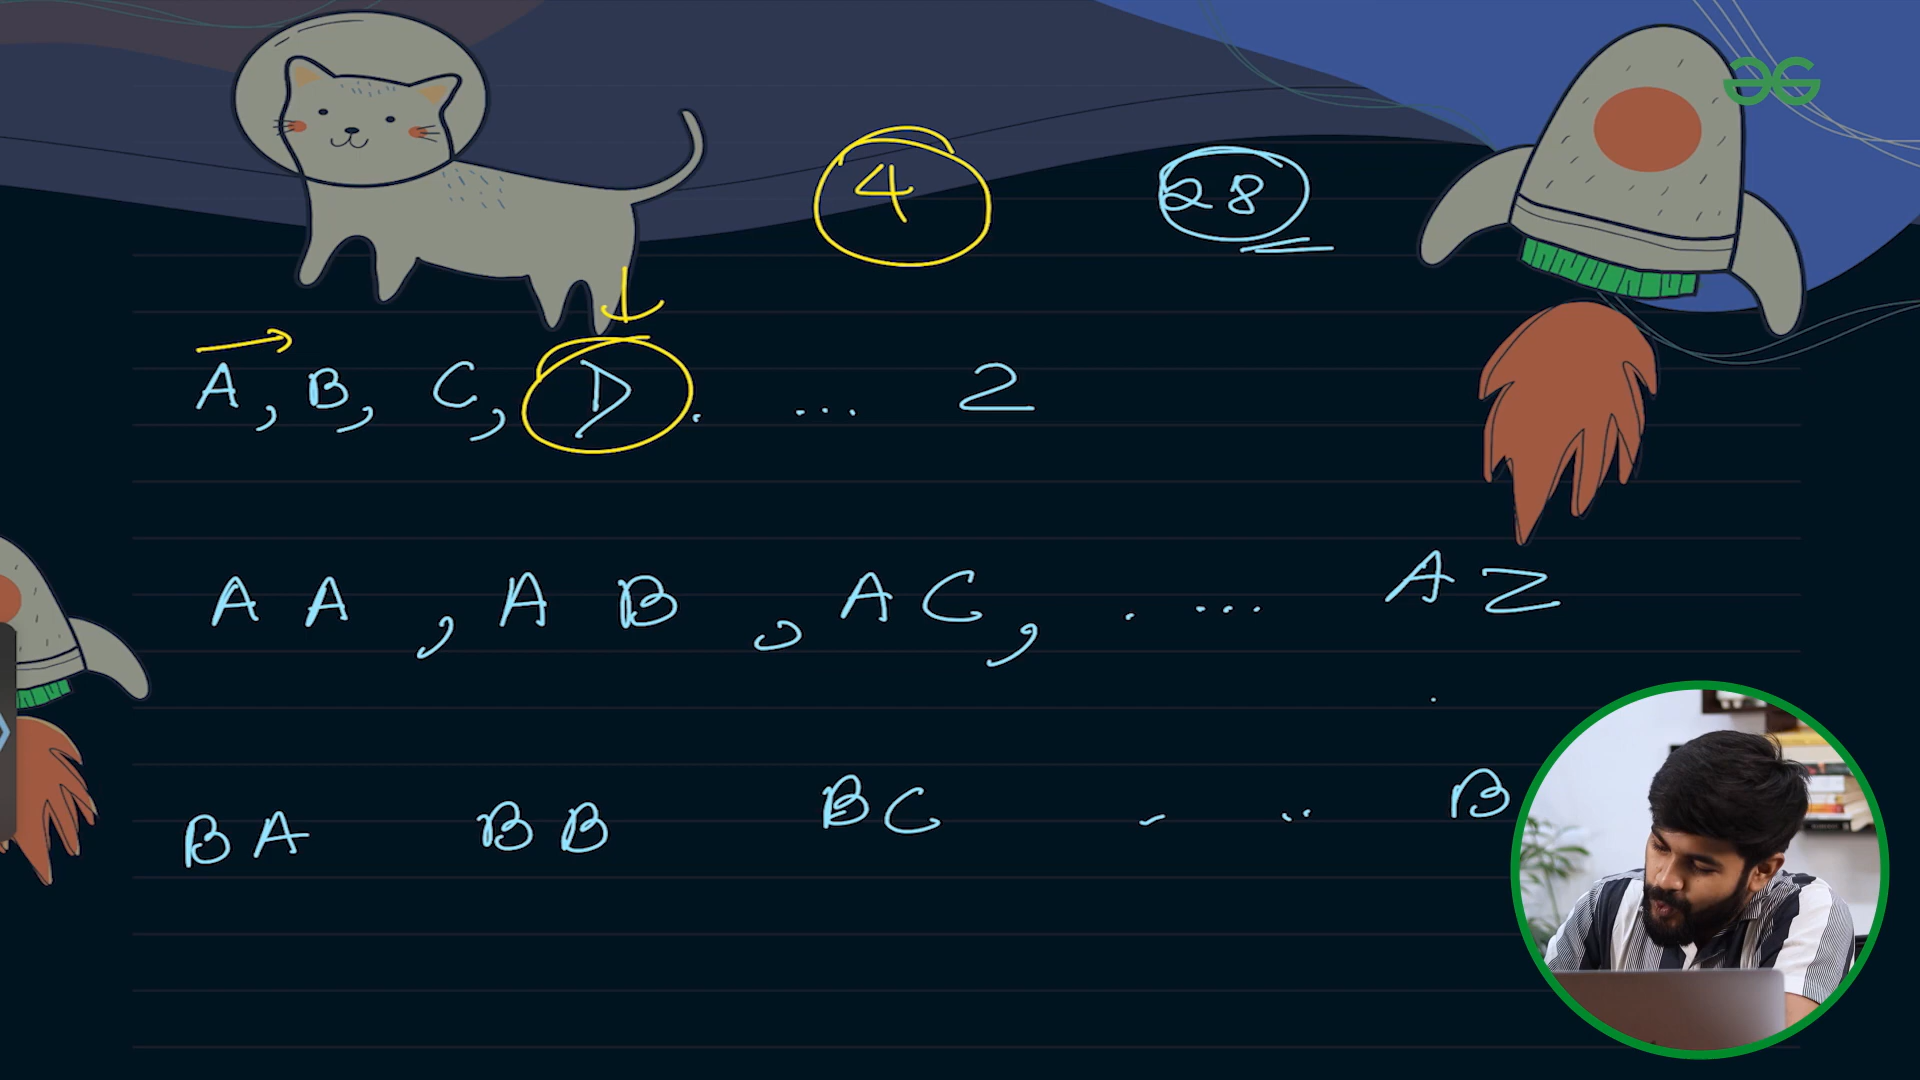 4 28
A, B, C, D. ... Z
AA, AB, AC, . ... AZ
BA BB BC - .. B